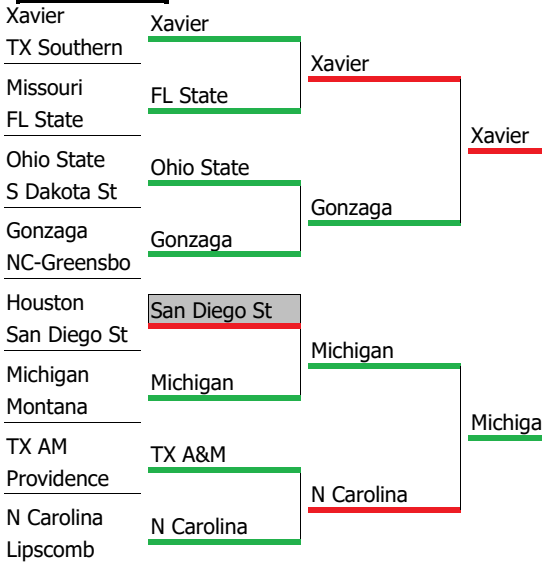 Xavier
TX Southern
Missouri
FL State
Ohio State
S Dakota St
Gonzaga
NC-Greensbo
Houston
San Diego St
Michigan
Montana
TX AM
Providence
N Carolina
Lipscomb
Xavier
FL State
Ohio State
Gonzaga
San Diego St
Michigan
TX A&M
N Carolina
Xavier
Gonzaga
Michigan
N Carolina
Xavier
Michiga